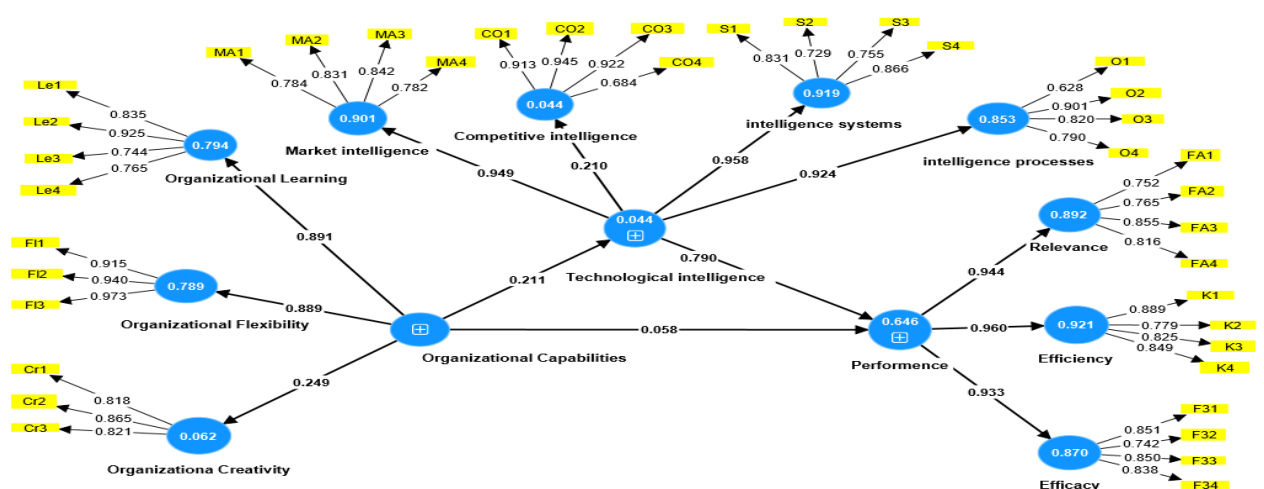 MA1
MA2
MA3
MA4
0.784
0.831
0.842
0.782
0.901
Market intelligence
CO1
CO2
CO3
CO4
0.913
0.945
0.922
0.684
0.044
Competitive intelligence
S1
S2
S3
S4
0.831
0.729
0.755
0.866
0.919
intelligence systems
O1
O2
O3
O4
0.628
0.901
0.820
0.790
0.853
intelligence processes
Le1
Le2
Le3
Le4
0.835
0.925
0.744
0.765
0.794
Organizational Learning
0.949
0.210
0.958
0.924
0.044
Technological intelligence
FA1
FA2
FA3
FA4
0.752
0.765
0.855
0.816
0.892
Relevance
0.891
0.211
0.790
0.944
Fl1
Fl2
Fl3
0.915
0.940
0.973
0.789
Organizational Flexibility
0.889
Organizational Capabilities
0.058
0.646
Performence
0.960
K1
K2
K3
K4
0.889
0.779
0.825
0.849
0.921
Efficiency
0.249
0.933
Cr1
Cr2
Cr3
0.818
0.865
0.821
0.062
Organizationa Creativity
F31
F32
F33
F34
0.851
0.742
0.850
0.838
0.870
Efficacy